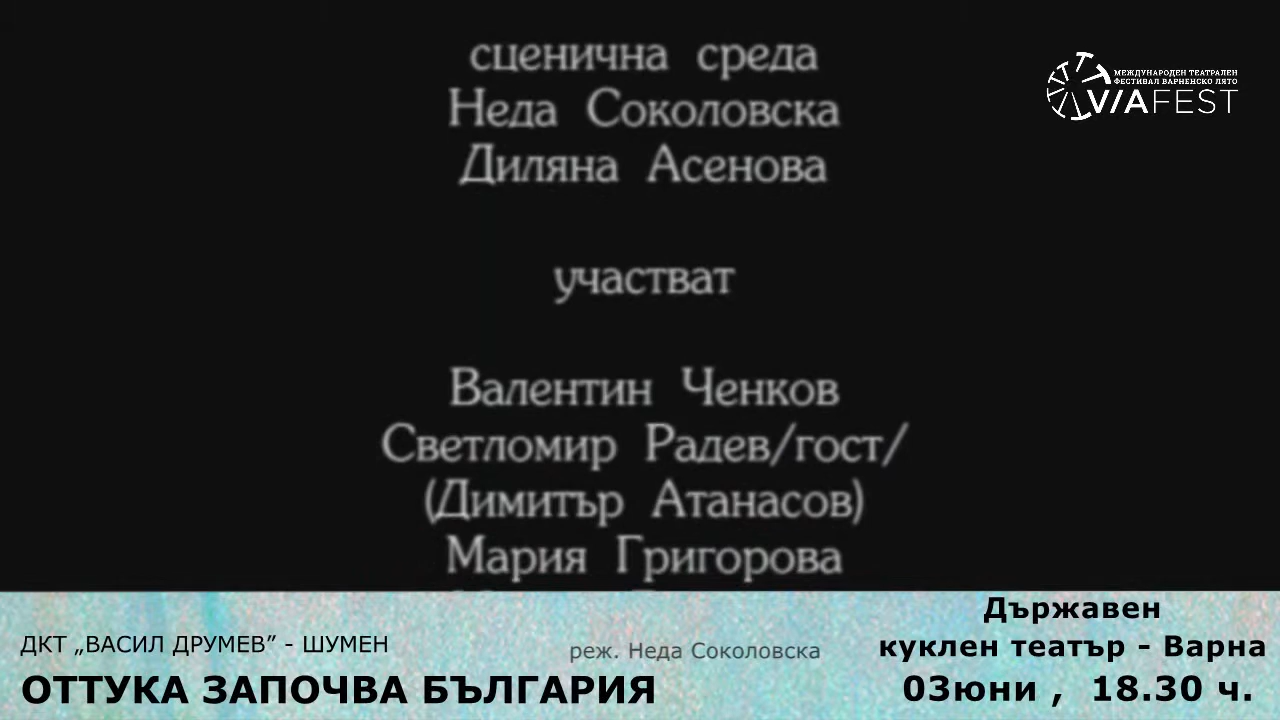 сценична среда
Неда Соколовска
Диляна Асенова
участват
Валентин Ченков
Светломир Радев/гост/
(Димитър Атанасов)
Мария Григорова
МЕЖДУНАРОДЕН ТЕАТРАЛЕН
ФЕСТИВАЛ ВАРНЕНСКО ЛЯТО
V/AFEST
ДКТ „ВАСИЛ ДРУМЕВ” - ШУМЕН
реж. Неда Соколовска
ОТТУКА ЗАПОЧВА БЪЛГАРИЯ
Държавен
куклен театър - Варна
03юни , 18.30 ч.